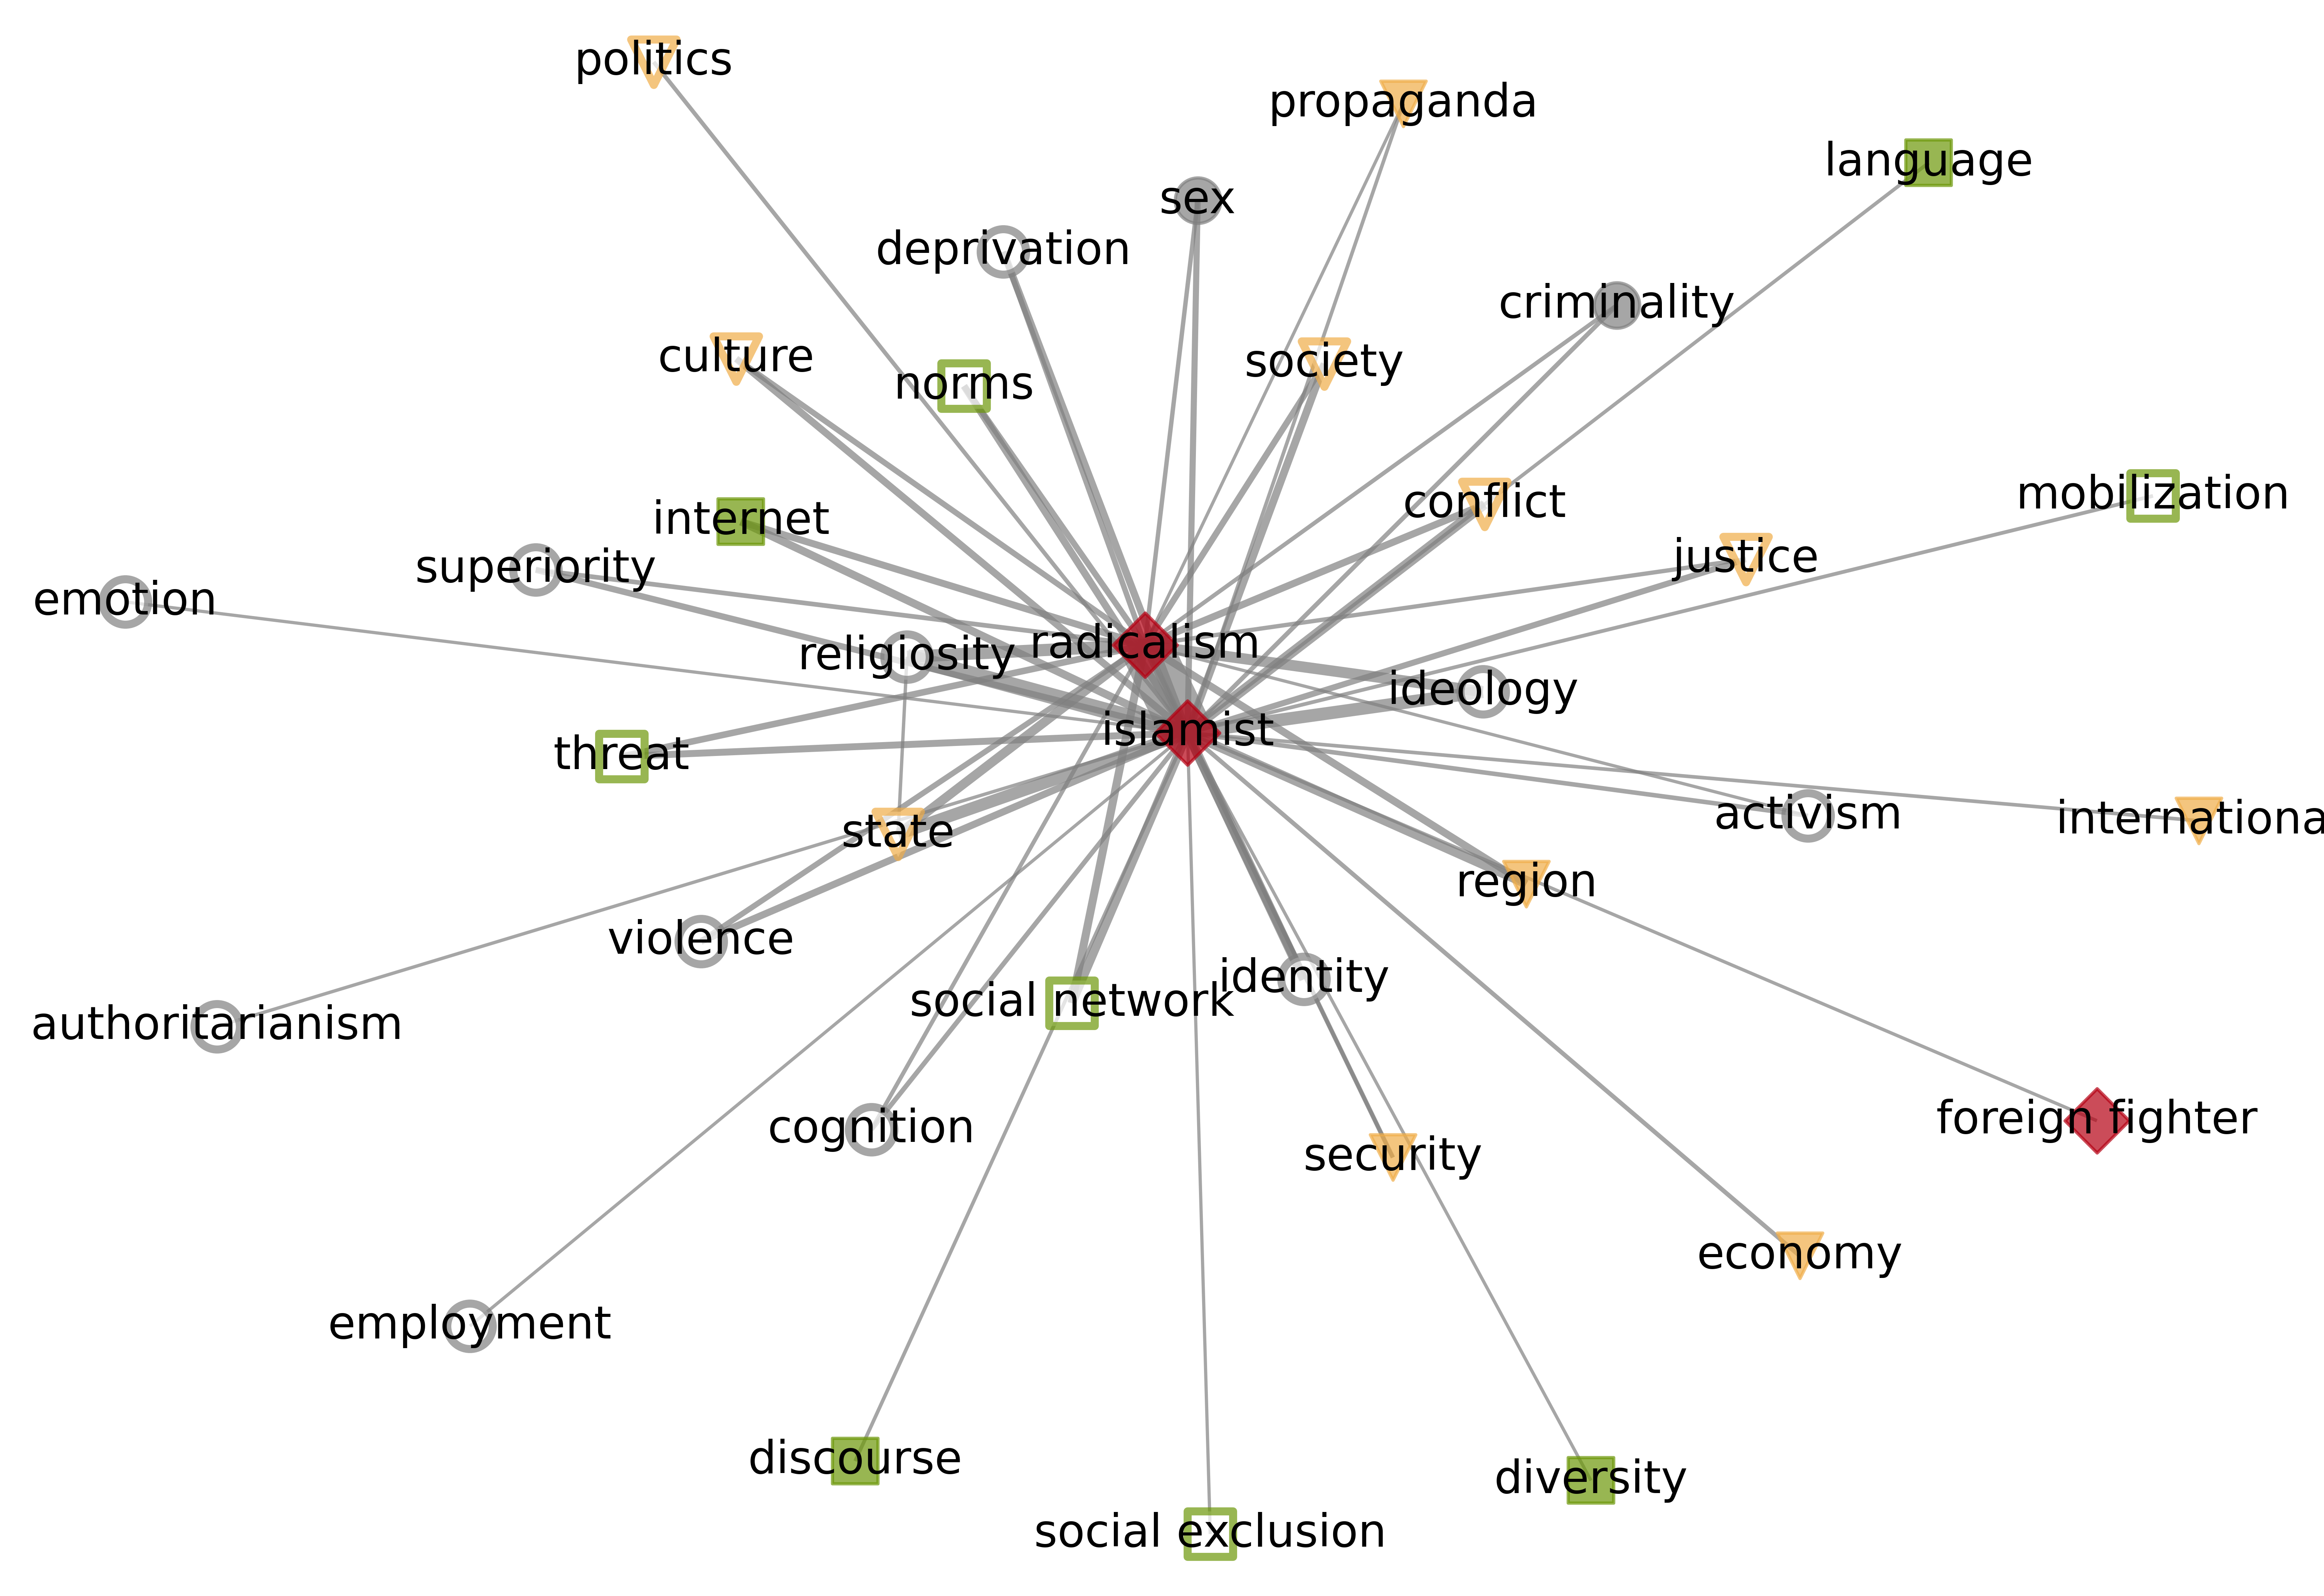 politics
propaganda
language
sex
deprivation
criminality
culture
society
norms
mobilization
conflict
internet
justice
superiority
emotion
radicalism
religiosity
ideology
islamist
threat
activism
internationa
state
region
violence
identity
social network
authoritarianism
foreign fighter
cognition
security
economy
employment
discourse
diversity
social exclusion